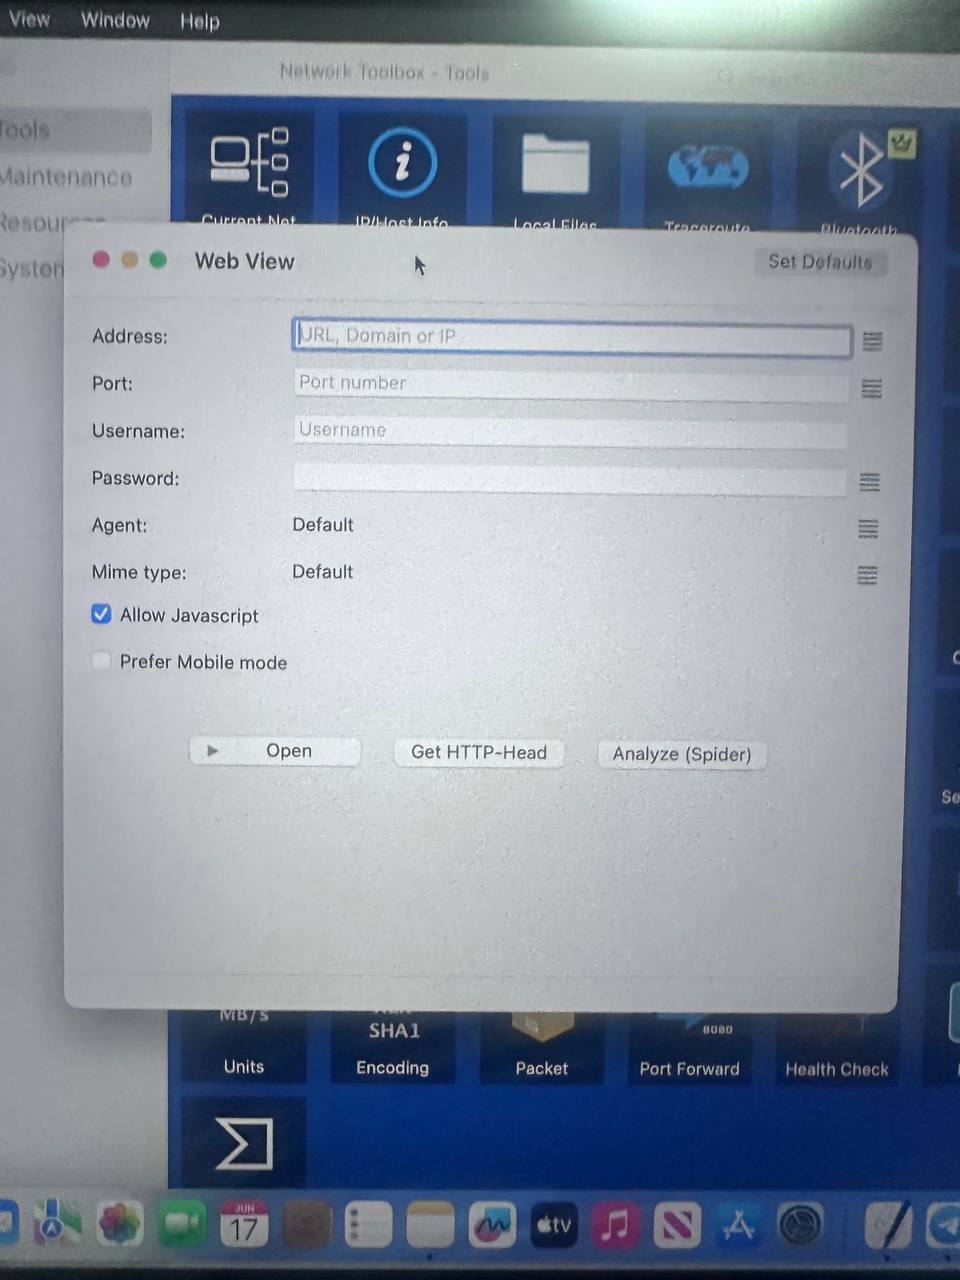 View Window Help
Network Toolbox - Tools
Tools
Maintenance
System
Current Net
IP/Host Info
Local Files
Traceroute
Bluetooth
Web View
Set Defaults
Address: URL, Domain or IP
Port: Port number
Username: Username
Password:
Agent: Default
Mime type: Default
Allow Javascript
Prefer Mobile mode
Open
Get HTTP-Head
Analyze (Spider)
MB/S
SHA1
8080
Units
Encoding
Packet
Port Forward
Health Check
JUN
17
tv